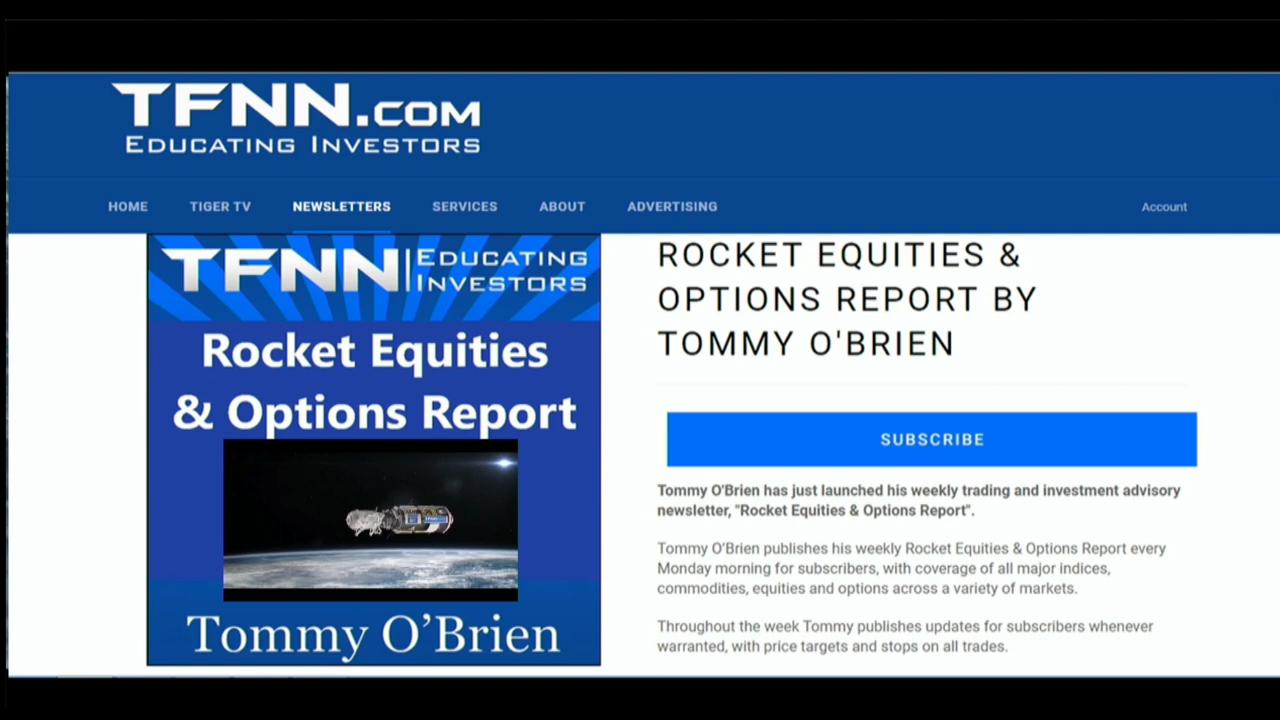 TFNN.COM
EDUCATING INVESTORS
HOME TIGER TV NEWSLETTERS SERVICES ABOUT ADVERTISING Account
TFNN EDUCATING
INVESTORS
Rocket Equities
& Options Report
TFNN
Tommy O’Brien
ROCKET EQUITIES &
OPTIONS REPORT BY
TOMMY O'BRIEN
SUBSCRIBE
Tommy O'Brien has just launched his weekly trading and investment advisory
newsletter, "Rocket Equities & Options Report".
Tommy O’Brien publishes his weekly Rocket Equities & Options Report every
Monday morning for subscribers, with coverage of all major indices,
commodities, equities and options across a variety of markets.
Throughout the week Tommy publishes updates for subscribers whenever
warranted, with price targets and stops on all trades.